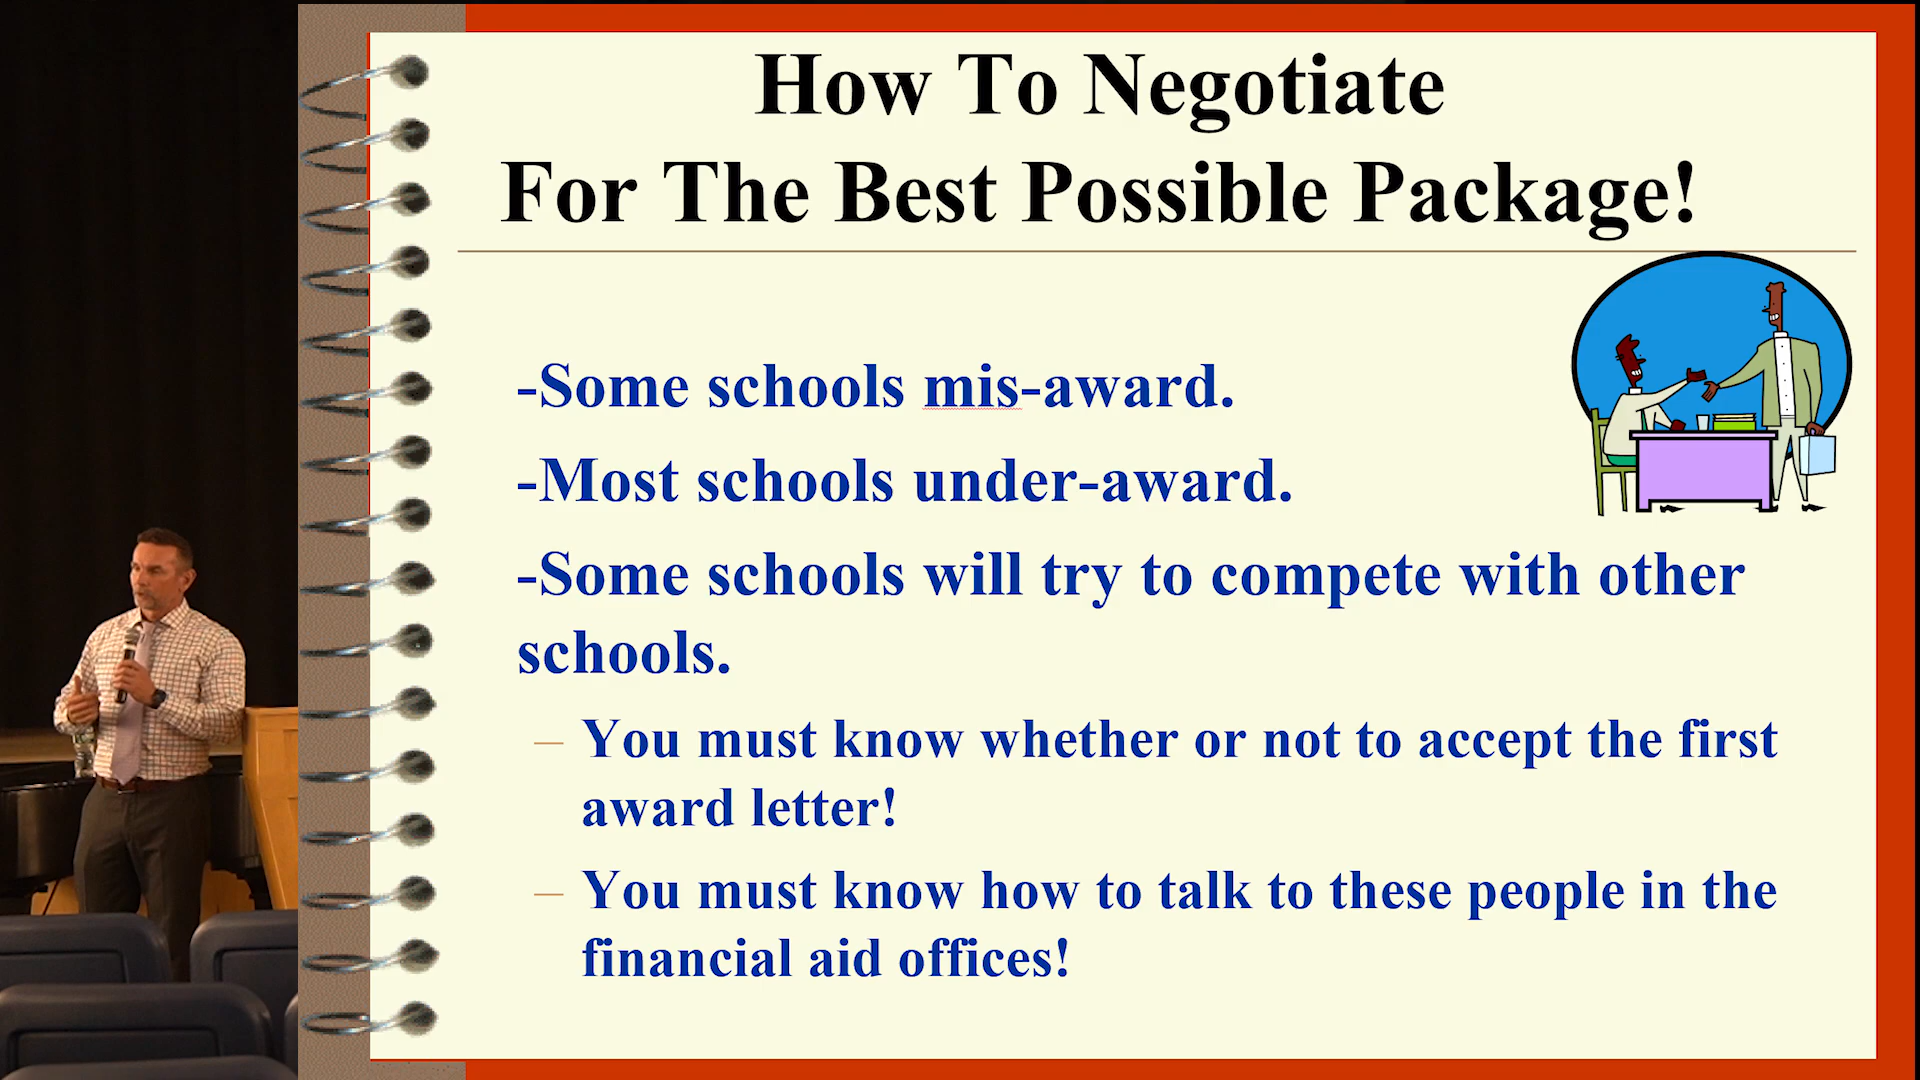 How To Negotiate
For The Best Possible Package!
-Some schools mis-award.
-Most schools under-award.
-Some schools will try to compete with other
schools.
– You must know whether or not to accept the first
award letter!
– You must know how to talk to these people in the
financial aid offices!